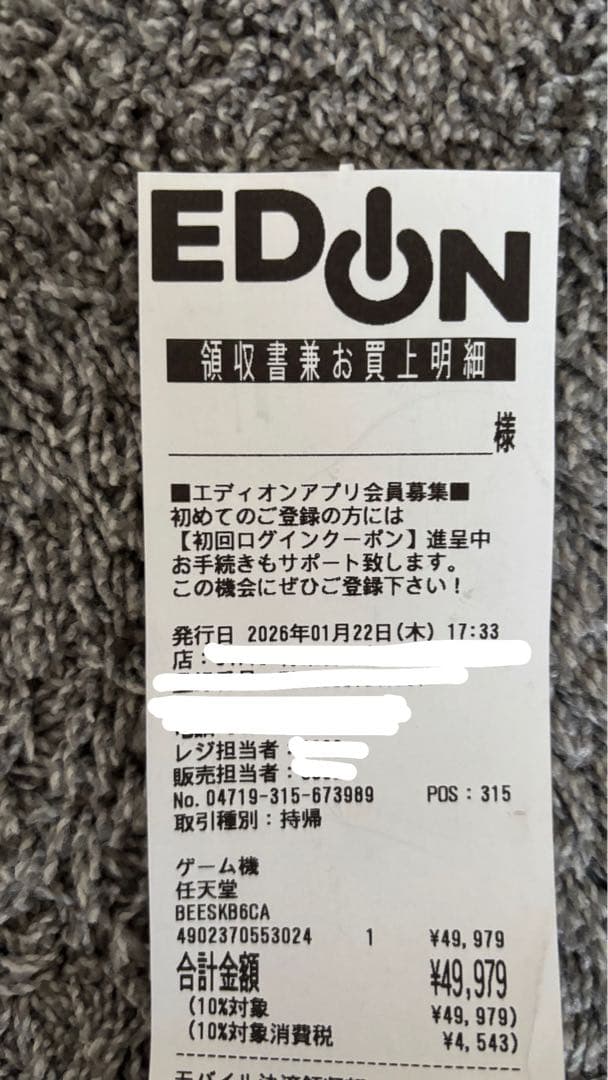 EDION
領収書兼お買上明細
様
■エディオンアプリ会員募集■
初めてのご登録の方には
【初回ログインクーポン】進呈中
お手続きもサポート致します。
この機会にぜひご登録下さい！
発行日 2026年01月22日(木) 17:33
店：
レジ担当者：
販売担当者：
No. 04719-315-673989 POS：315
取引種別：持帰
ゲーム機
任天堂
BEESKB6CA
4902370553024 1 ¥49,979
合計金額 ¥49,979
(10%対象 ¥49,979)
(10%対象消費税 ¥4,543)